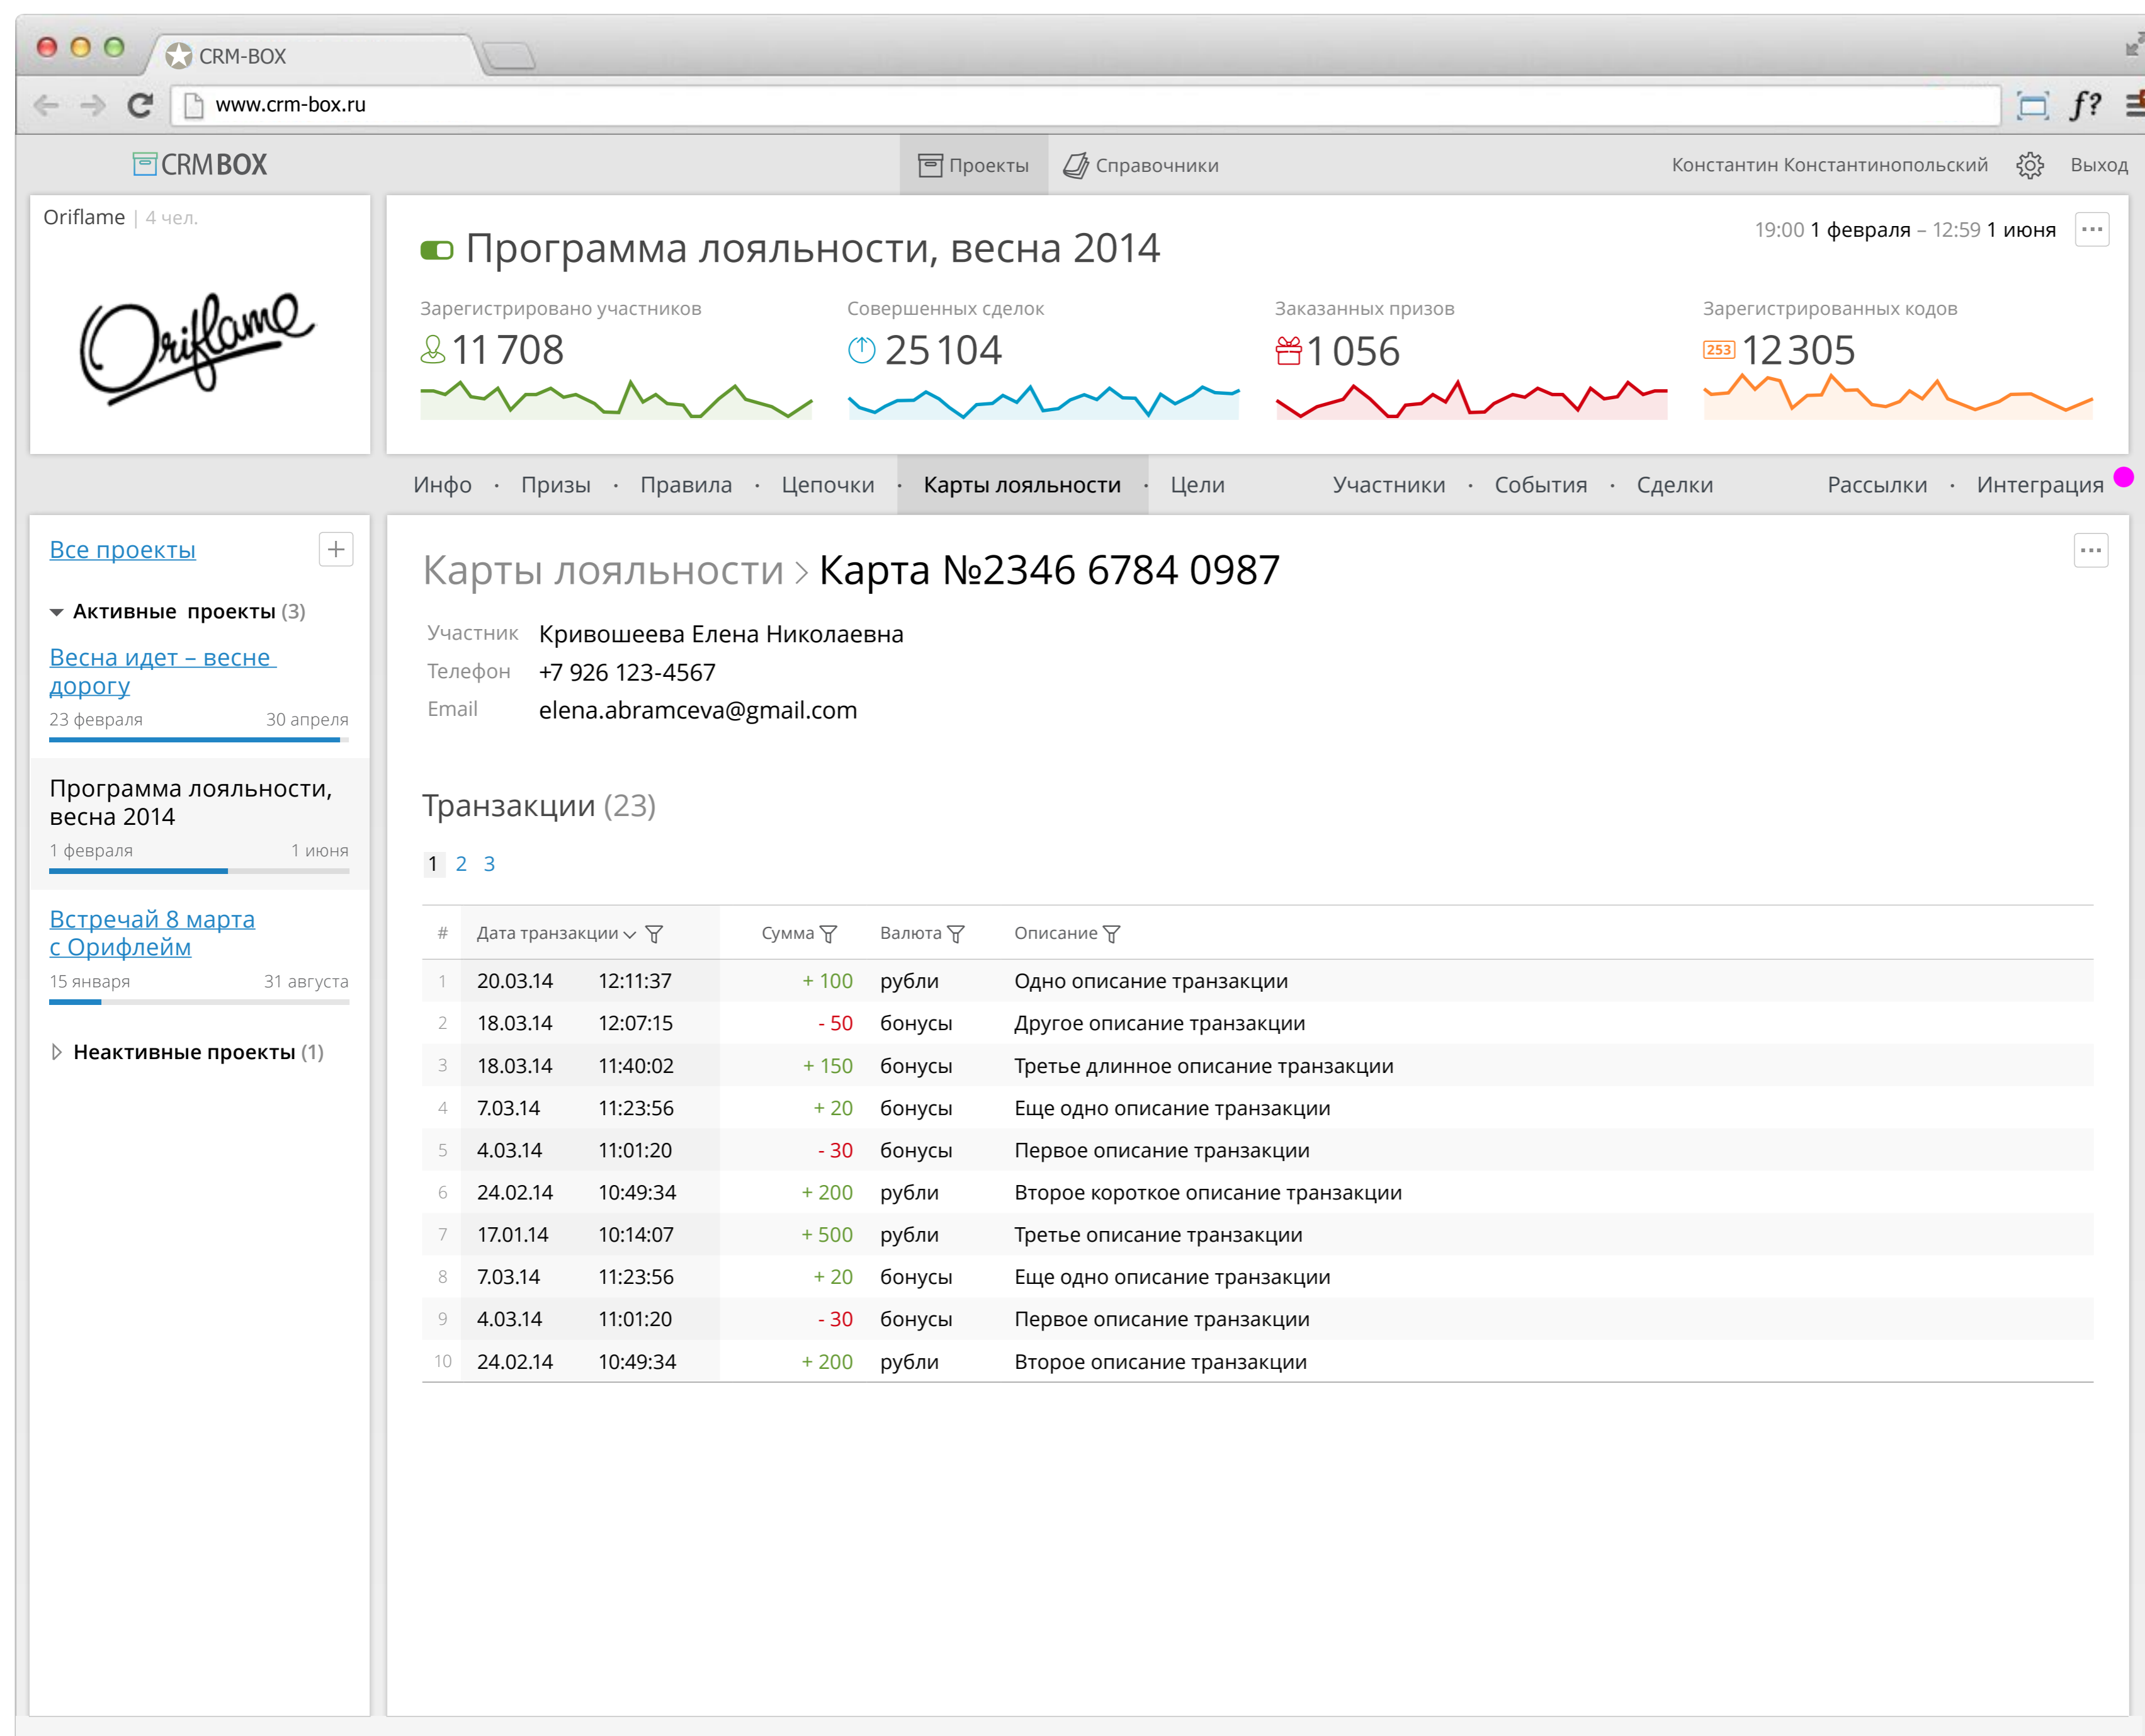 CRM-BOX
www.crm-box.ru
f?
CRMBOX
Проекты
Справочники
Константин Константинопольский
Выход
Oriflame | 4 чел.
Oriflame
Программа лояльности, весна 2014
19:00 1 февраля – 12:59 1 июня
Зарегистрировано участников
11 708
Совершенных сделок
25 104
Заказанных призов
1 056
Зарегистрированных кодов
253 12 305
Инфо · Призы · Правила · Цепочки · Карты лояльности · Цели Участники · События · Сделки Рассылки · Интеграция
Все проекты
Активные проекты (3)
Весна идет – весне
дорогу
23 февраля 30 апреля
Программа лояльности,
весна 2014
1 февраля 1 июня
Встречай 8 марта
с Орифлейм
15 января 31 августа
Неактивные проекты (1)
Карты лояльности > Карта №2346 6784 0987
Участник Кривошеева Елена Николаевна
Телефон +7 926 123-4567
Email elena.abramceva@gmail.com
Транзакции (23)
1 2 3
# Дата транзакции Сумма Валюта Описание
1 20.03.14 12:11:37 + 100 рубли Одно описание транзакции
2 18.03.14 12:07:15 - 50 бонусы Другое описание транзакции
3 18.03.14 11:40:02 + 150 бонусы Третье длинное описание транзакции
4 7.03.14 11:23:56 + 20 бонусы Еще одно описание транзакции
5 4.03.14 11:01:20 - 30 бонусы Первое описание транзакции
6 24.02.14 10:49:34 + 200 рубли Второе короткое описание транзакции
7 17.01.14 10:14:07 + 500 рубли Третье описание транзакции
8 7.03.14 11:23:56 + 20 бонусы Еще одно описание транзакции
9 4.03.14 11:01:20 - 30 бонусы Первое описание транзакции
10 24.02.14 10:49:34 + 200 рубли Второе описание транзакции